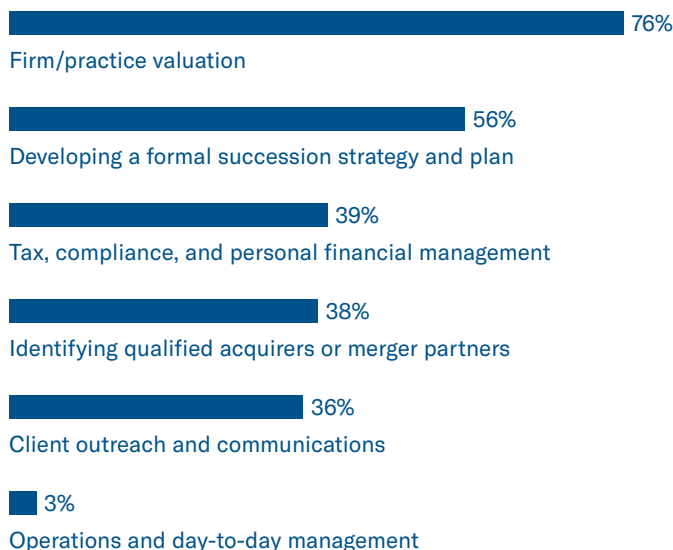 76%
Firm/practice valuation
56%
Developing a formal succession strategy and plan
39%
Tax, compliance, and personal financial management
38%
Identifying qualified acquirers or merger partners
36%
Client outreach and communications
3%
Operations and day-to-day management